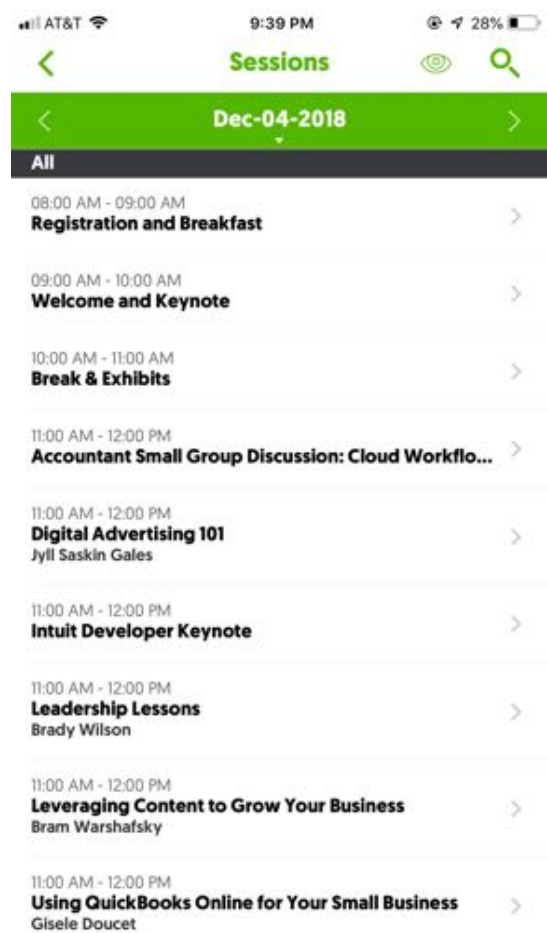 AT&T 9:39 PM 28%
Sessions
Dec-04-2018
All
08:00 AM - 09:00 AM
Registration and Breakfast
09:00 AM - 10:00 AM
Welcome and Keynote
10:00 AM - 11:00 AM
Break & Exhibits
11:00 AM - 12:00 PM
Accountant Small Group Discussion: Cloud Workflo...
11:00 AM - 12:00 PM
Digital Advertising 101
Jyll Saskin Gales
11:00 AM - 12:00 PM
Intuit Developer Keynote
11:00 AM - 12:00 PM
Leadership Lessons
Brady Wilson
11:00 AM - 12:00 PM
Leveraging Content to Grow Your Business
Bram Warshafsky
11:00 AM - 12:00 PM
Using QuickBooks Online for Your Small Business
Gisele Doucet